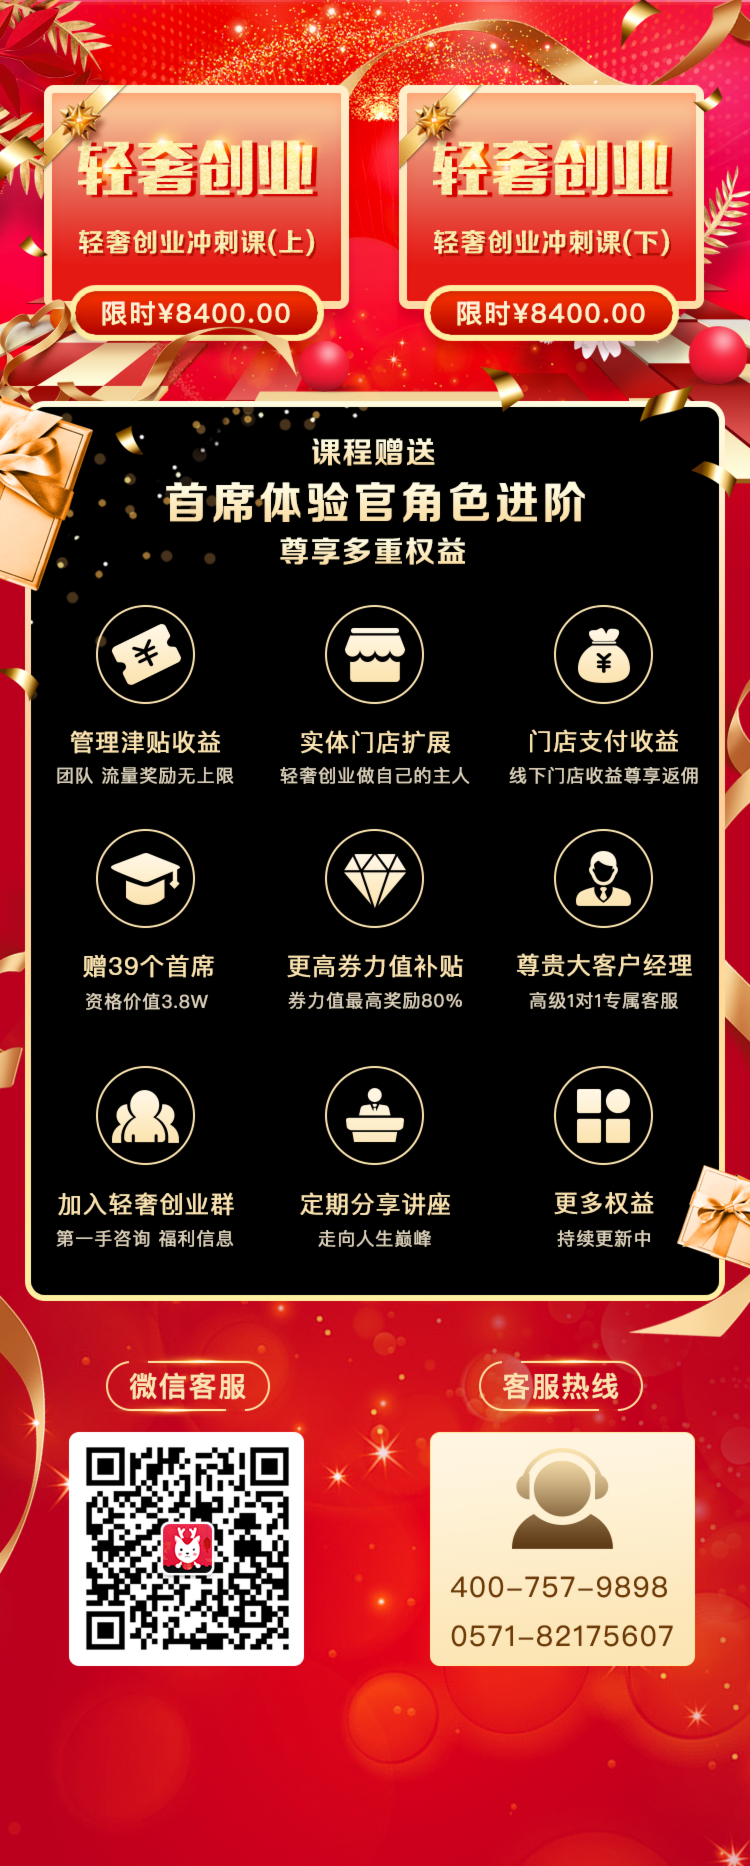 轻奢创业
轻奢创业冲刺课(上)
限时¥8400.00
轻奢创业
轻奢创业冲刺课(下)
限时¥8400.00
课程赠送
首席体验官角色进阶
尊享多重权益
管理津贴收益
团队 流量奖励无上限
实体门店扩展
轻奢创业做自己的主人
门店支付收益
线下门店收益尊享返佣
赠39个首席
资格价值3.8W
更高券力值补贴
券力值最高奖励80%
尊贵大客户经理
高级1对1专属客服
加入轻奢创业群
第一手咨询 福利信息
定期分享讲座
走向人生巅峰
更多权益
持续更新中
微信客服
客服热线
400-757-9898
0571-82175607